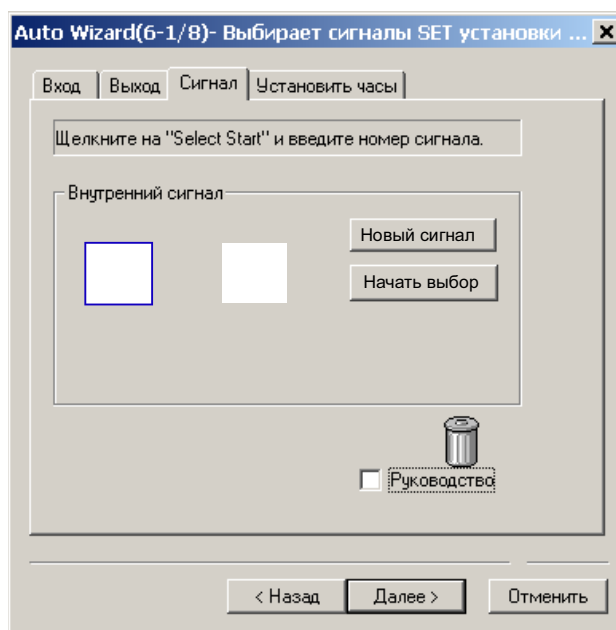 Auto Wizard(6-1/8)- Выбирает сигналы SET установки ...
Вход Выход Сигнал Установить часы
Щелкните на "Select Start" и введите номер сигнала.
Внутренний сигнал
Новый сигнал
Начать выбор
Руководство
< Назад Далее > Отменить